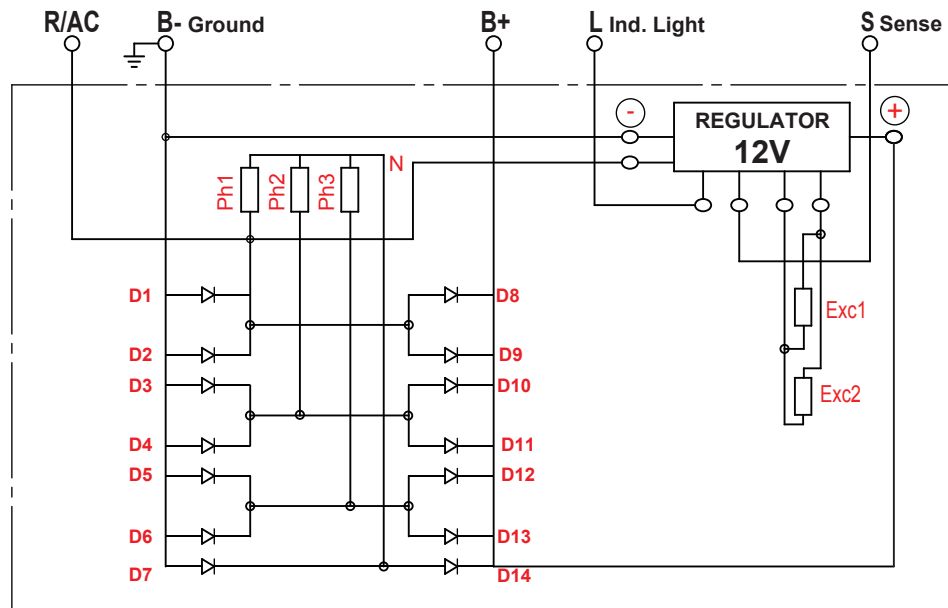 R/AC B- Ground B+ L Ind. Light S Sense
- +
REGULATOR
12V
N
Ph1 Ph2 Ph3
D1 D8
Exc1
D2 D9
D3 D10
Exc2
D4 D11
D5 D12
D6 D13
D7 D14